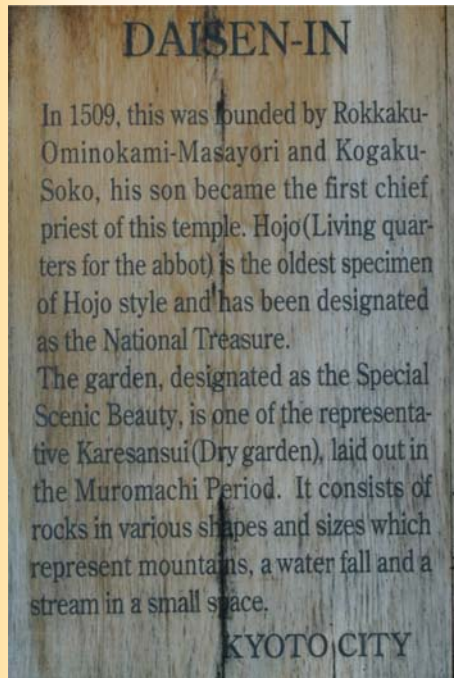 DAISEN-IN
In 1509, this was founded by Rokkaku-
Ominokami-Masayori and Kogaku-
Soko, his son became the first chief
priest of this temple. Hojo(Living quar-
ters for the abbot) is the oldest specimen
of Hojo style and has been designated
as the National Treasure.
The garden, designated as the Special
Scenic Beauty, is one of the representa-
tive Karesansui(Dry garden), laid out in
the Muromachi Period. It consists of
rocks in various shapes and sizes which
represent mountains, a water fall and a
stream in a small space.
KYOTO CITY